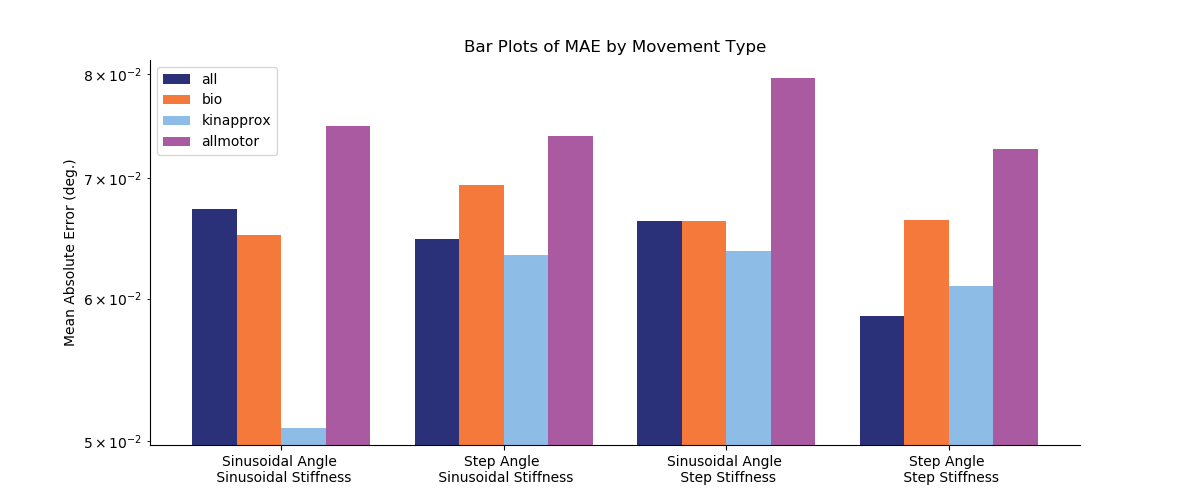 Bar Plots of MAE by Movement Type
8 × 10⁻²
7 × 10⁻²
6 × 10⁻²
5 × 10⁻²
Mean Absolute Error (deg.)
all
bio
kinapprox
allmotor
Sinusoidal Angle
Sinusoidal Stiffness
Step Angle
Sinusoidal Stiffness
Sinusoidal Angle
Step Stiffness
Step Angle
Step Stiffness